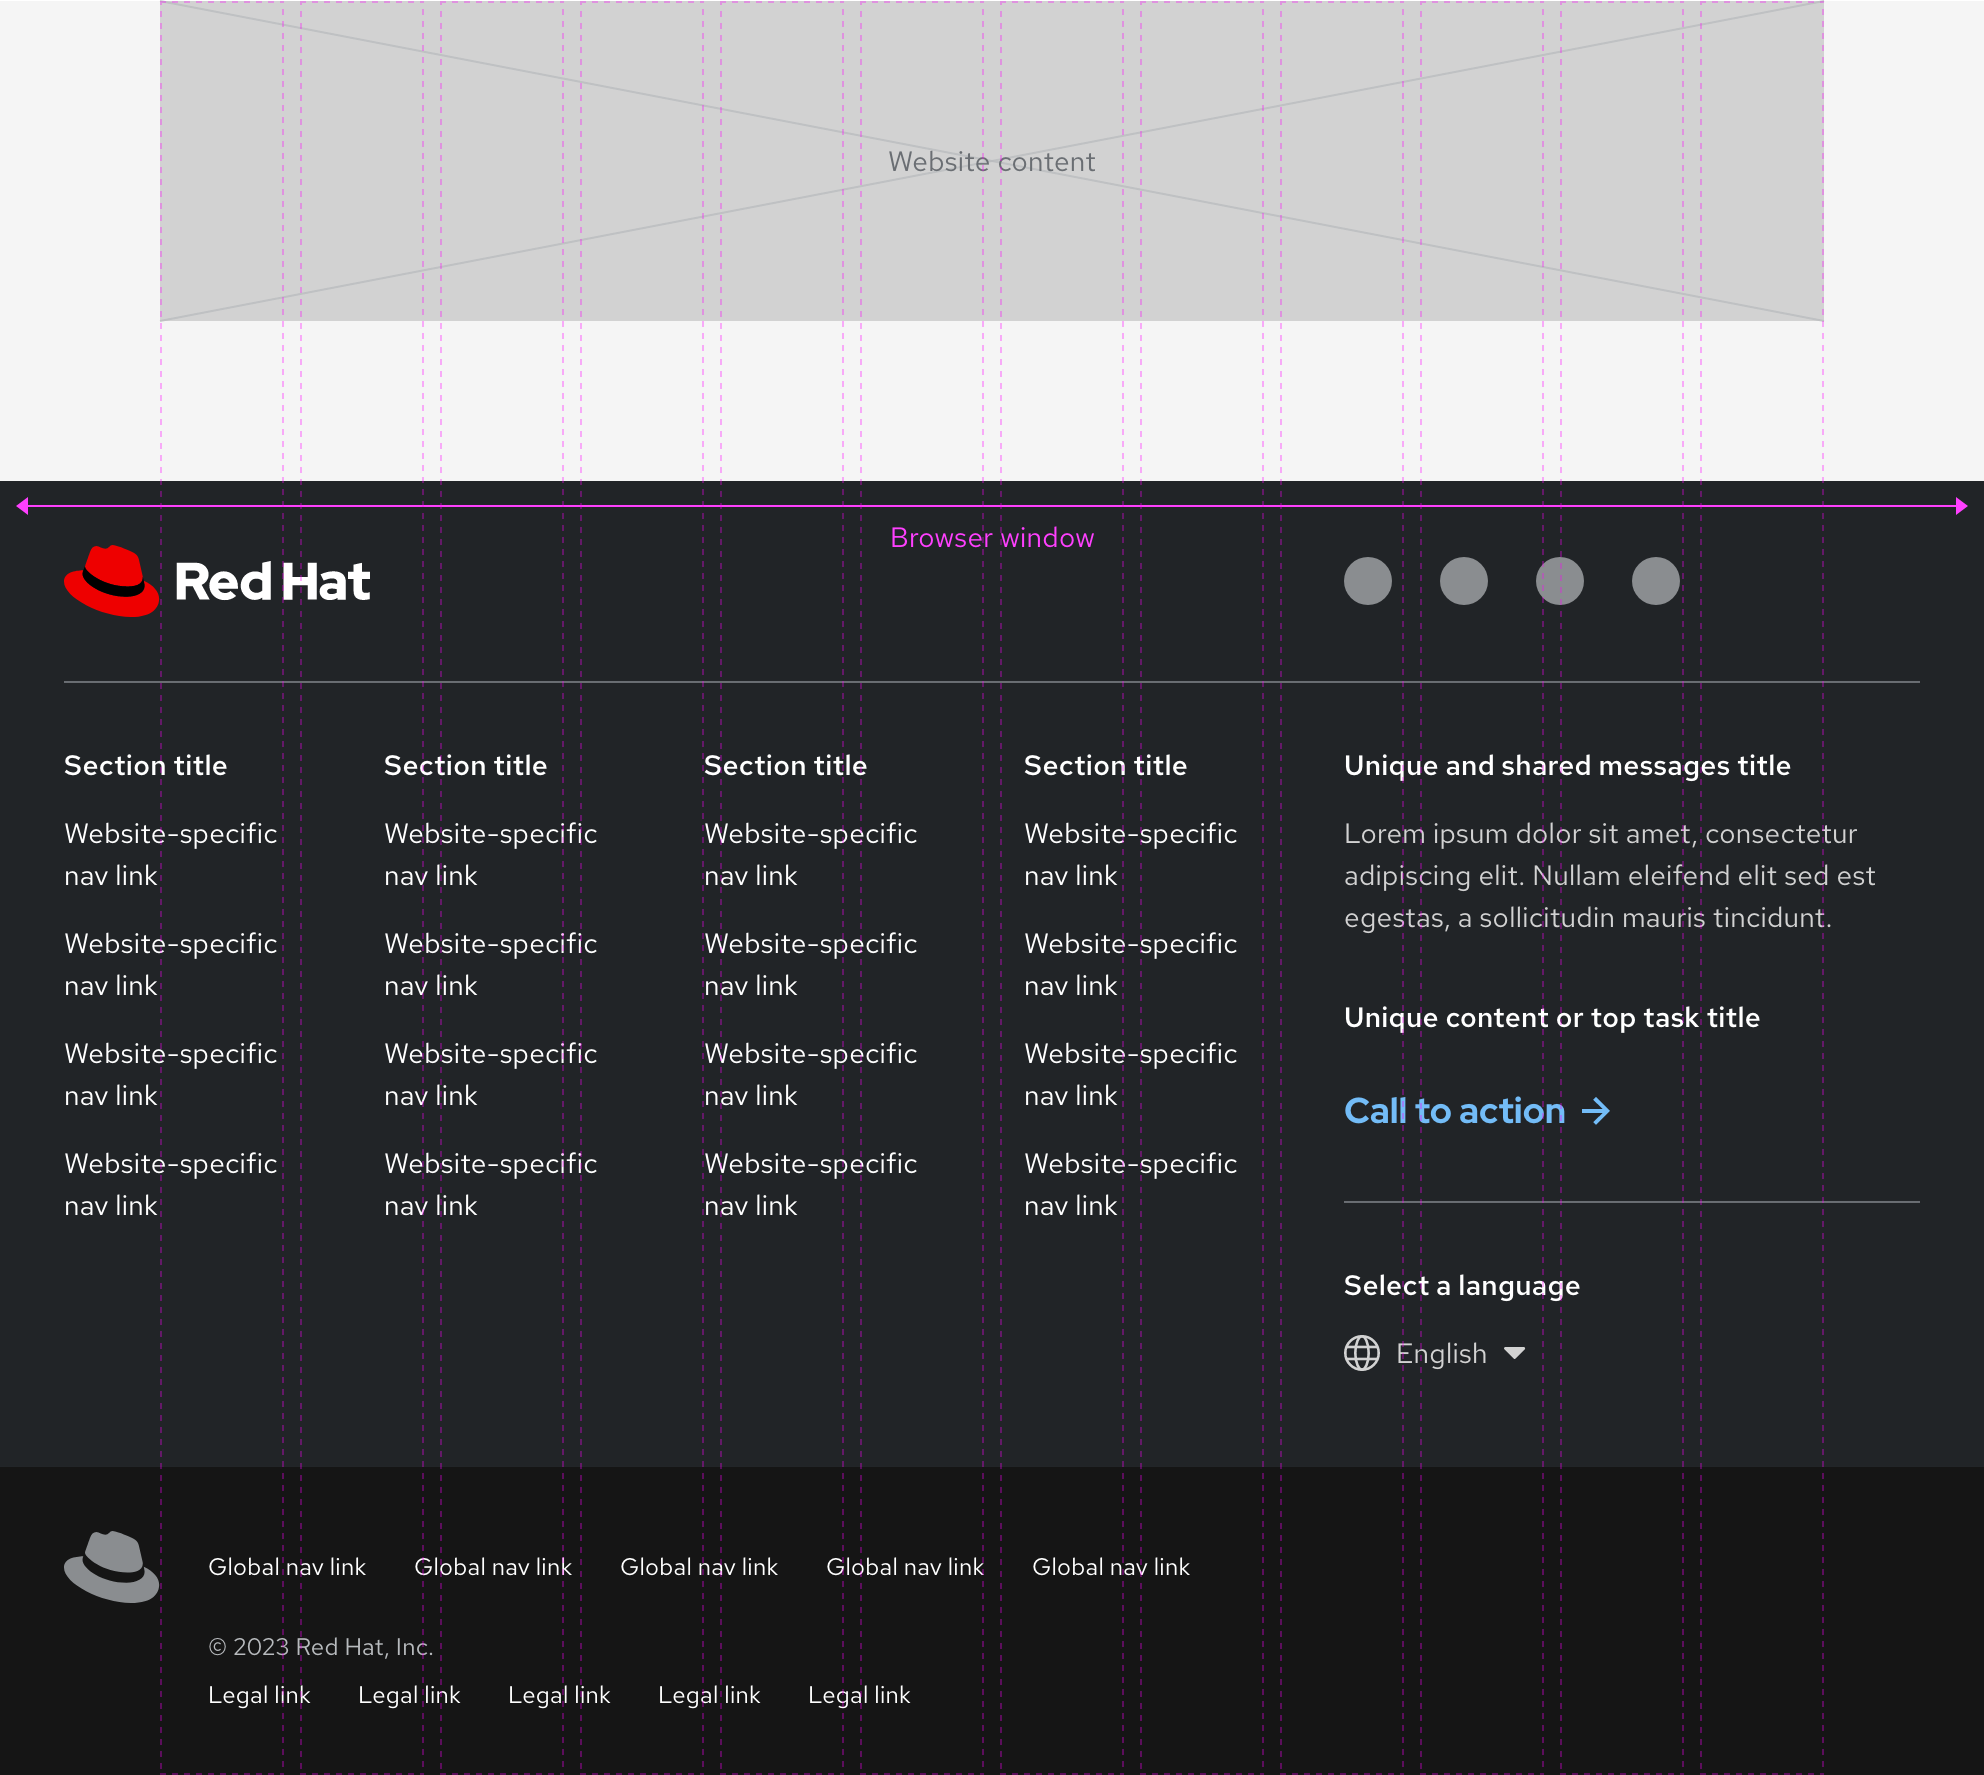 Website content
Browser window
Red Hat
Section title
Website-specific
nav link
Website-specific
nav link
Website-specific
nav link
Website-specific
nav link
Section title
Website-specific
nav link
Website-specific
nav link
Website-specific
nav link
Website-specific
nav link
Section title
Website-specific
nav link
Website-specific
nav link
Website-specific
nav link
Website-specific
nav link
Section title
Website-specific
nav link
Website-specific
nav link
Website-specific
nav link
Website-specific
nav link
Unique and shared messages title
Lorem ipsum dolor sit amet, consectetur
adipiscing elit. Nullam eleifend elit sed est
egestas, a sollicitudin mauris tincidunt.
Unique content or top task title
Call to action
Select a language
English
Global nav link Global nav link Global nav link Global nav link Global nav link
© 2023 Red Hat, Inc.
Legal link Legal link Legal link Legal link Legal link